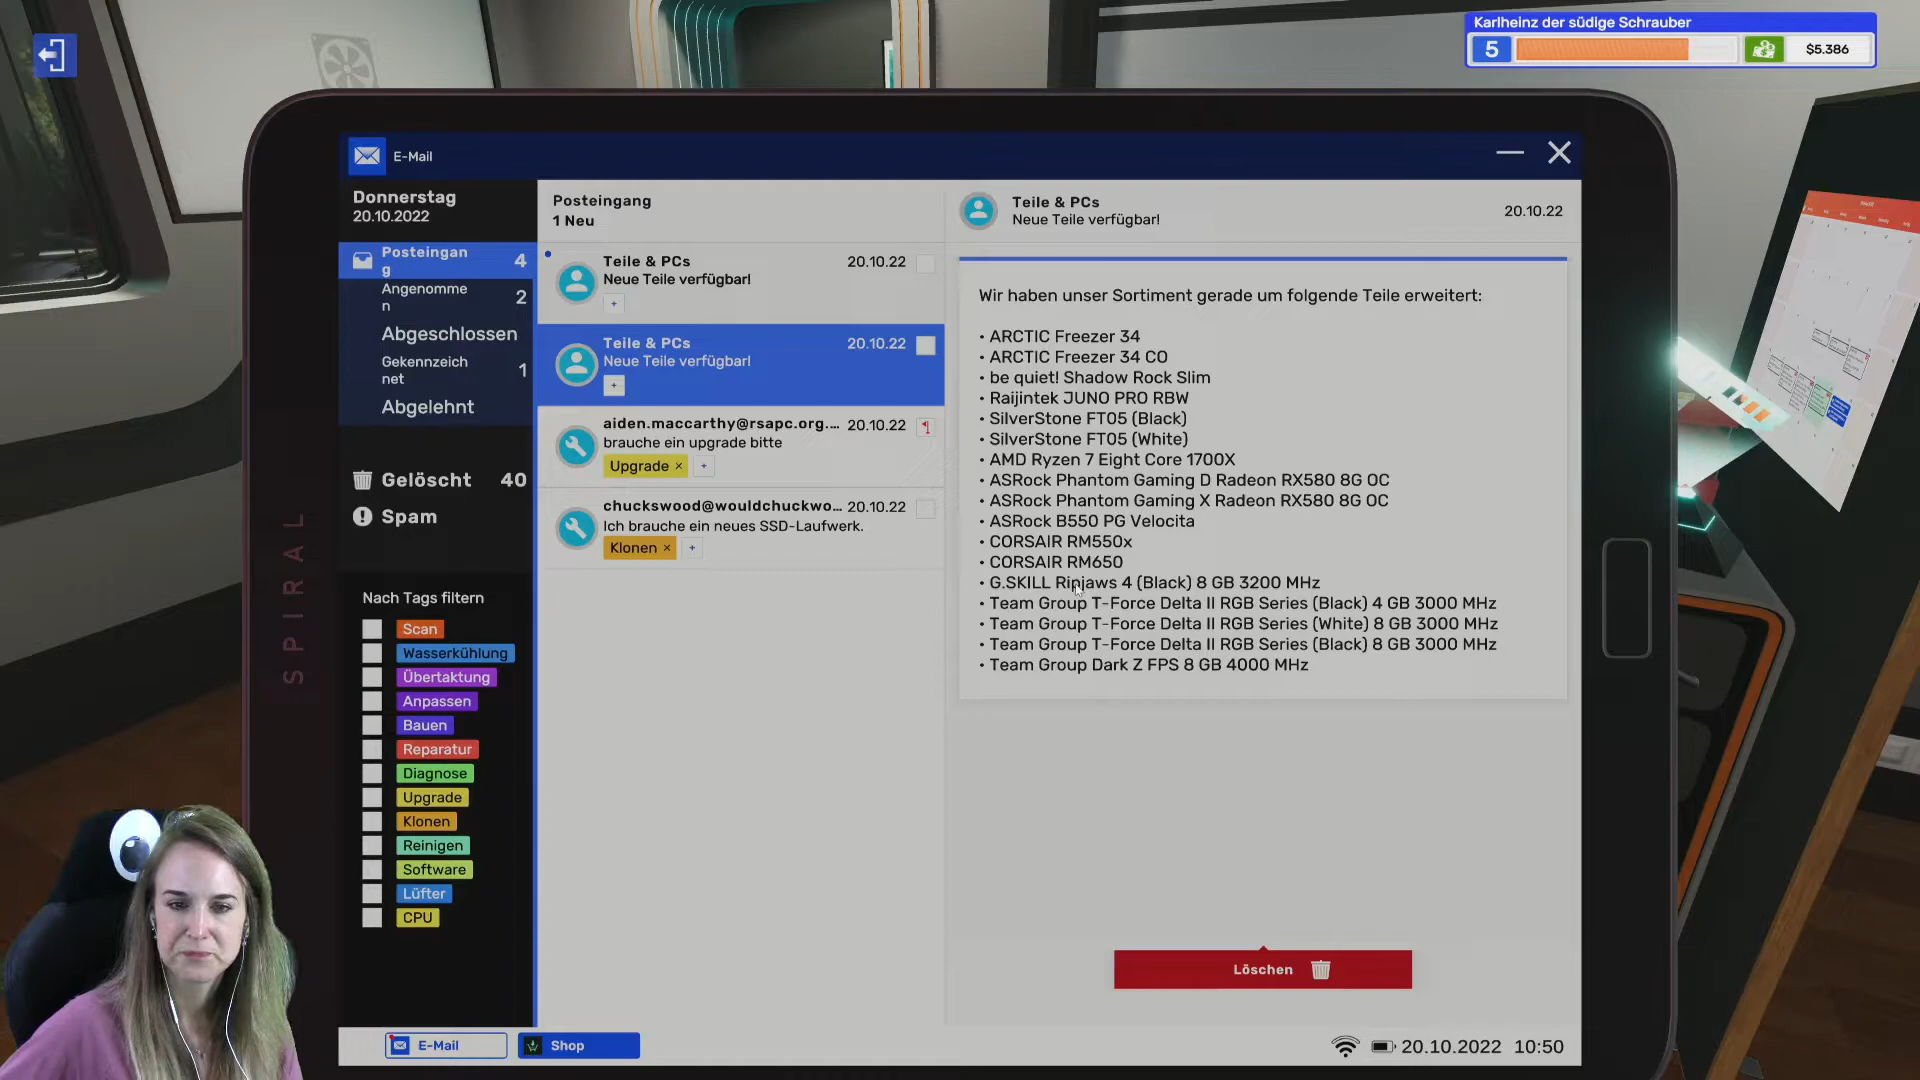 Karlheinz der südige Schrauber
5
$5.386
E-Mail
Donnerstag
20.10.2022
Posteingan
g
4
Angenomme
n
2
Abgeschlossen
Gekennzeich
net
1
Abgelehnt
Gelöscht 40
Spam
Nach Tags filtern
Scan
Wasserkühlung
Übertaktung
Anpassen
Bauen
Reparatur
Diagnose
Upgrade
Klonen
Reinigen
Software
Lüfter
CPU
Posteingang
1 Neu
Teile & PCs 20.10.22
Neue Teile verfügbar!
+
Teile & PCs 20.10.22
Neue Teile verfügbar!
+
aiden.maccarthy@rsapc.org.... 20.10.22
brauche ein upgrade bitte
Upgrade × +
chuckswood@wouldchuckwo... 20.10.22
Ich brauche ein neues SSD-Laufwerk.
Klonen × +
Teile & PCs
Neue Teile verfügbar!
20.10.22
Wir haben unser Sortiment gerade um folgende Teile erweitert:
• ARCTIC Freezer 34
• ARCTIC Freezer 34 CO
• be quiet! Shadow Rock Slim
• Raijintek JUNO PRO RBW
• SilverStone FT05 (Black)
• SilverStone FT05 (White)
• AMD Ryzen 7 Eight Core 1700X
• ASRock Phantom Gaming D Radeon RX580 8G OC
• ASRock Phantom Gaming X Radeon RX580 8G OC
• ASRock B550 PG Velocita
• CORSAIR RM550x
• CORSAIR RM650
• G.SKILL Ripjaws 4 (Black) 8 GB 3200 MHz
• Team Group T-Force Delta II RGB Series (Black) 4 GB 3000 MHz
• Team Group T-Force Delta II RGB Series (White) 8 GB 3000 MHz
• Team Group T-Force Delta II RGB Series (Black) 8 GB 3000 MHz
• Team Group Dark Z FPS 8 GB 4000 MHz
Löschen
E-Mail
Shop
20.10.2022 10:50
SPIRAL